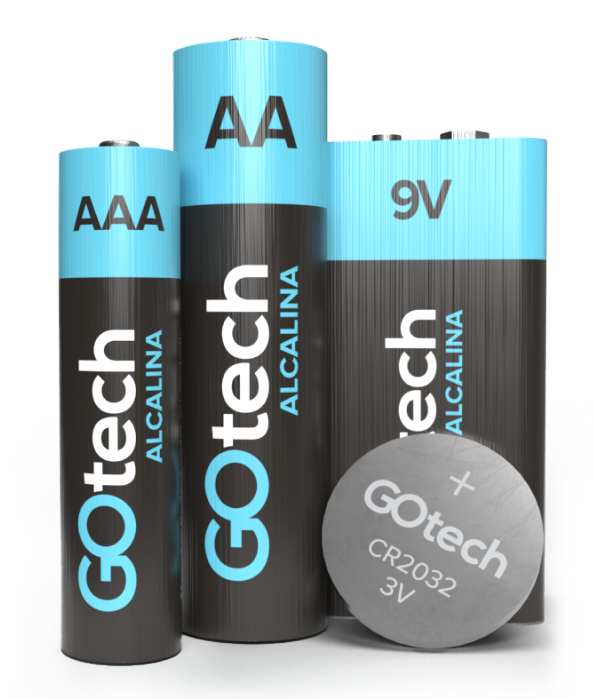 AAA
GOtech
ALCALINA
AA
GOtech
ALCALINA
9V
tech
ALCALINA
+
GOtech
CR2032
3V